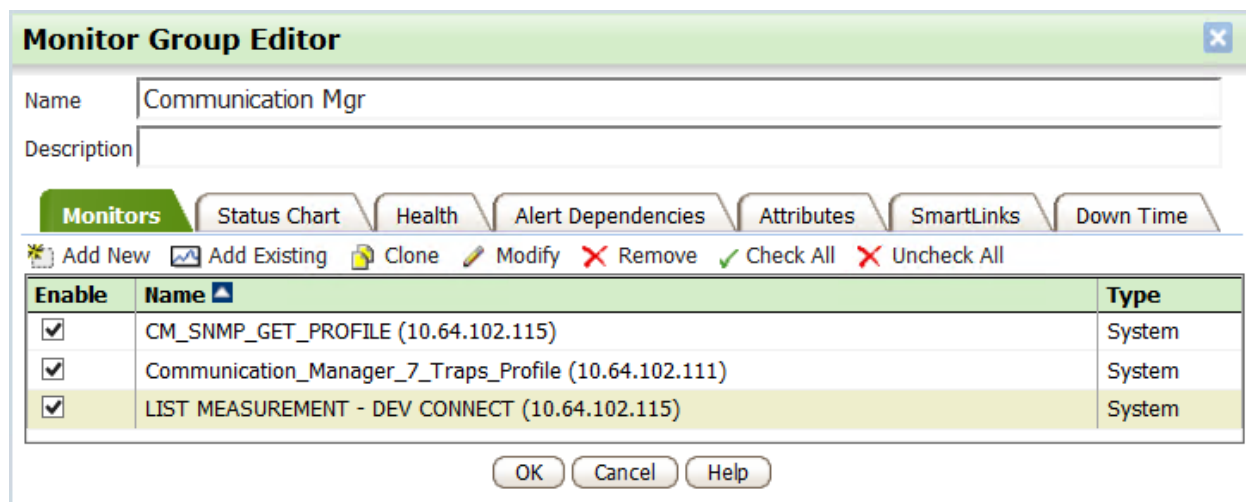 Monitor Group Editor
Name Communication Mgr
Description
Monitors Status Chart Health Alert Dependencies Attributes SmartLinks Down Time
Add New Add Existing Clone Modify Remove Check All Uncheck All
Enable Name Type
CM_SNMP_GET_PROFILE (10.64.102.115) System
Communication_Manager_7_Traps_Profile (10.64.102.111) System
LIST MEASUREMENT - DEV CONNECT (10.64.102.115) System
OK Cancel Help